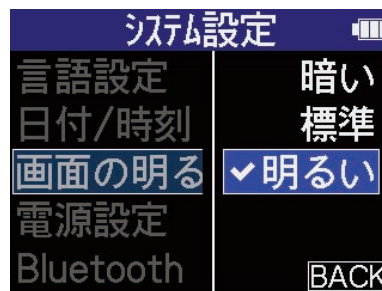 システム設定
言語設定
暗い
日付/時刻
標準
画面の明る
明るい
電源設定
Bluetooth
BACK